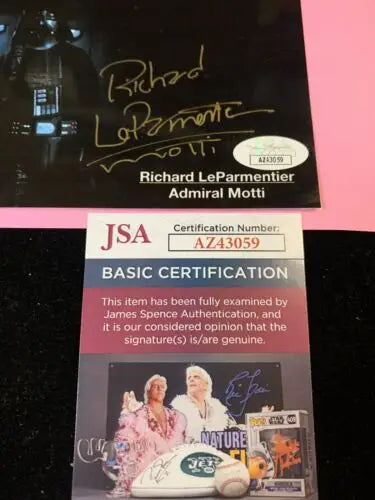 Richard
LeParmentier
Motti
AZ43059
Richard LeParmentier
Admiral Motti
JSA
Certification Number:
AZ43059
BASIC CERTIFICATION
This item has been fully examined by
James Spence Authentication, and
it is our considered opinion that the
signature(s) is/are genuine.
NATURE
JETS